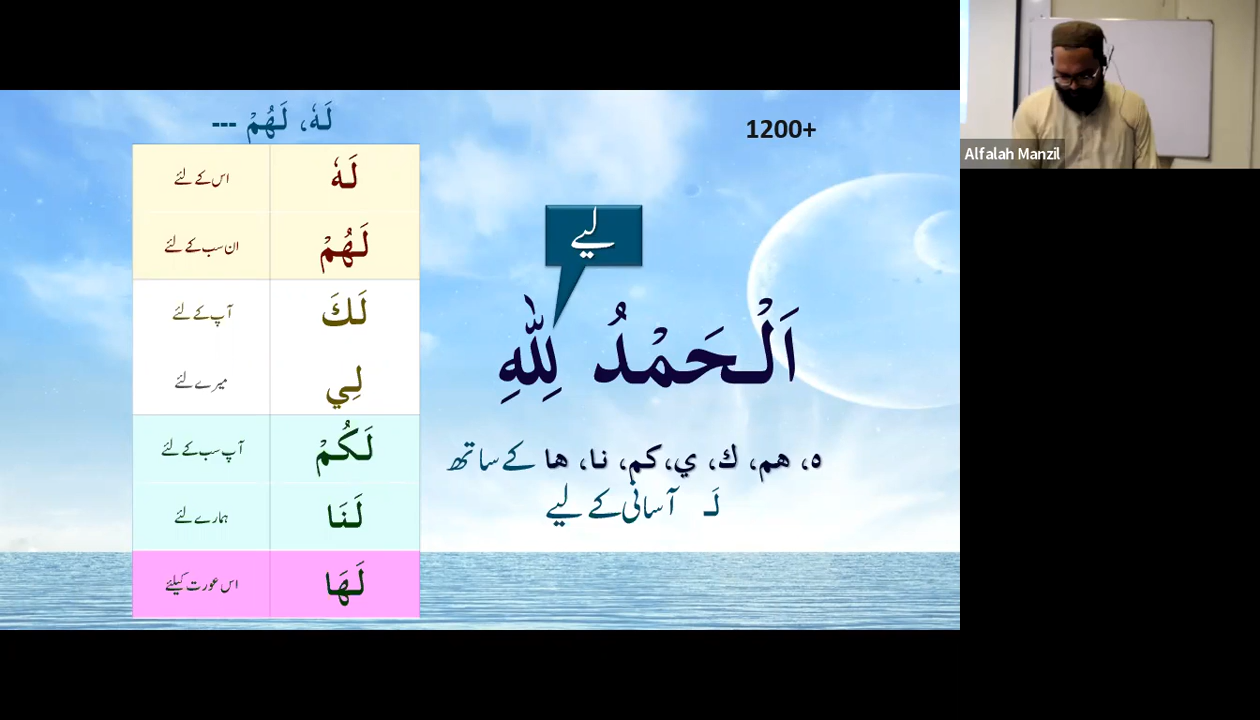 لَهٗ، لَهُمْ ---
لَهٗ اس کے لئے
لَهُمْ ان سب کے لئے
لَكَ آپ کے لئے
لِي میرے لئے
لَكُمْ آپ سب کے لئے
لَنَا ہمارے لئے
لَهَا اس عورت کیلئے
1200+
لیے
اَلْحَمْدُ لِلّٰهِ
ه، هم، ك، ي،كم، نا، ها کے ساتھ
لَـ آسانی کے لیے
Alfalah Manzil